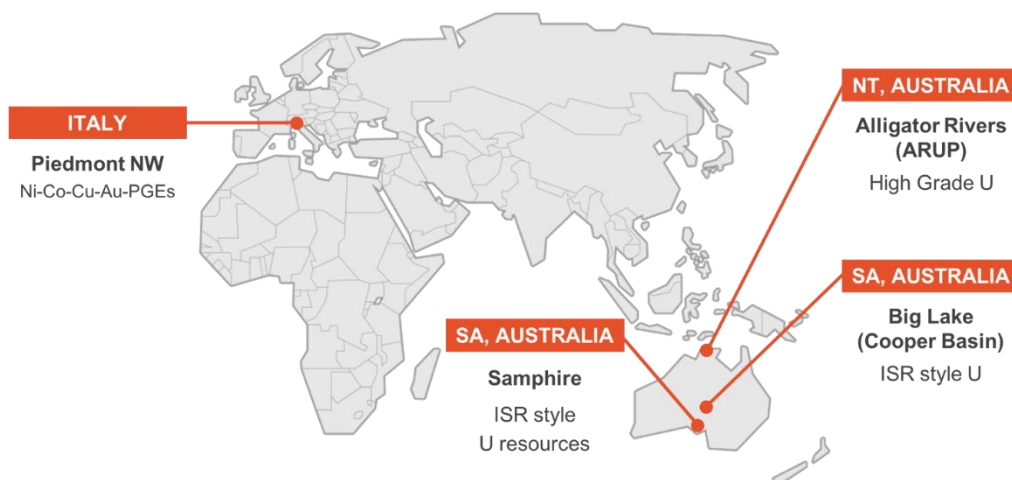 ITALY
Piedmont NW
Ni-Co-Cu-Au-PGEs
NT, AUSTRALIA
Alligator Rivers
(ARUP)
High Grade U
SA, AUSTRALIA
Big Lake
(Cooper Basin)
ISR style U
SA, AUSTRALIA
Samphire
ISR style
U resources